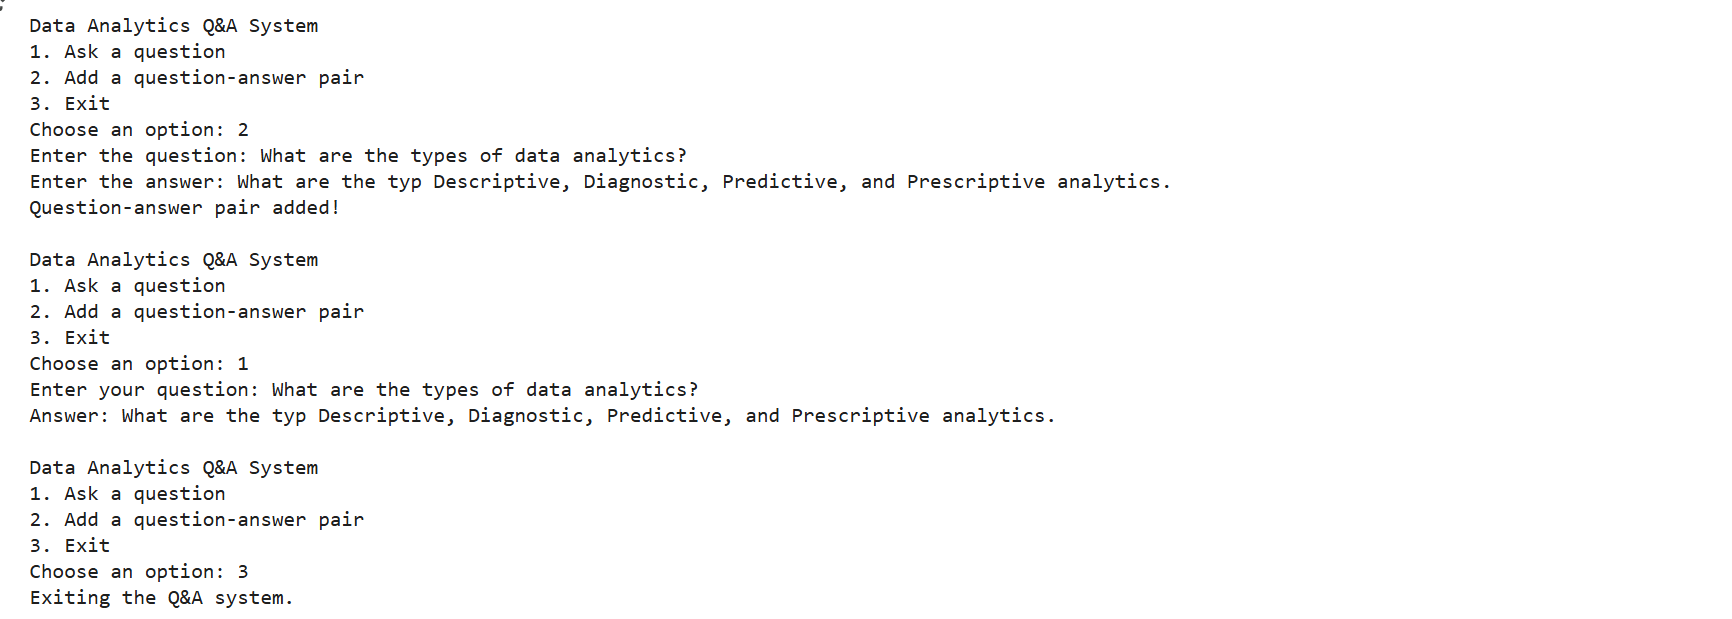 Data Analytics Q&A System
1. Ask a question
2. Add a question-answer pair
3. Exit
Choose an option: 2
Enter the question: What are the types of data analytics?
Enter the answer: What are the typ Descriptive, Diagnostic, Predictive, and Prescriptive analytics.
Question-answer pair added!
Data Analytics Q&A System
1. Ask a question
2. Add a question-answer pair
3. Exit
Choose an option: 1
Enter your question: What are the types of data analytics?
Answer: What are the typ Descriptive, Diagnostic, Predictive, and Prescriptive analytics.
Data Analytics Q&A System
1. Ask a question
2. Add a question-answer pair
3. Exit
Choose an option: 3
Exiting the Q&A system.